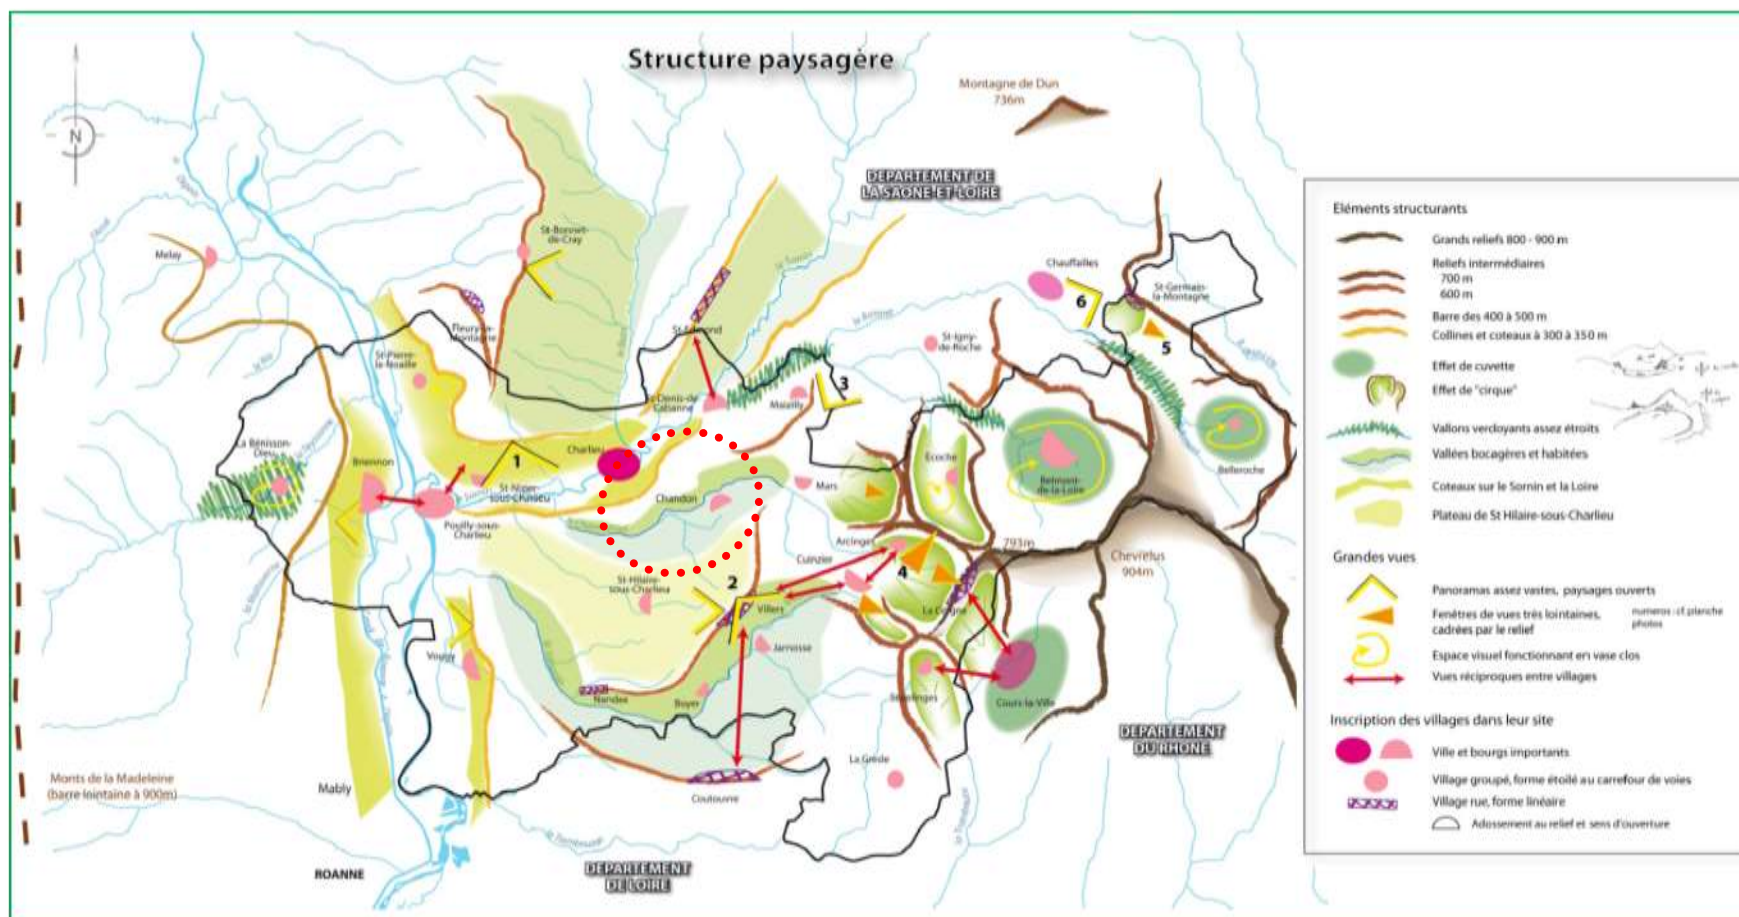 Structure paysagère
Montagne de Dun
736m
N
DEPARTEMENT DE
LA SAONE-ET-LOIRE
St-Bonnet-
de-Cray
Melay
Chauffailles
6
St-Germain-
la-Montagne
5
Fleury-la-
Montagne
St-Edmond
St-Igny-
de-Roche
St-Pierre-
la-Noaille
3
St-Denis-de-
Cabanne
Maizilly
La Bénisson-
Dieu
Charlieu
Briennon
1
St-Nizier-
sous-Charlieu
Ecoche
Belmont-
de-la-Loire
Belleroche
Chandon
Mars
Pouilly-sous-
Charlieu
Arcinges
793m
Chevrelus
904m
Cuinzier
4
2
St-Hilaire-
sous-Charlieu
Villers
La Gresle
Jarnosse
Vougy
Nandax
Boyer
Sevelinges
Cours-la-Ville
DEPARTEMENT
DU RHONE
Monts de la Madeleine
(barre lointaine à 900m)
Mably
Coutouvre
ROANNE
DEPARTEMENT
DE LOIRE
Eléments structurants
Grands reliefs 800 - 900 m
Reliefs intermédiaires
700 m
600 m
Barre des 400 à 500 m
Collines et coteaux à 300 à 350 m
Effet de cuvette
Effet de "cirque"
Vallons verdoyants assez étroits
Vallées bocagères et habitées
Coteaux sur le Sornin et la Loire
Plateau de St Hilaire-sous-Charlieu
Grandes vues
Panoramas assez vastes, paysages ouverts
Fenêtres de vues très lointaines,
cadrées par le relief
numeros : cf. planche
photos
Espace visuel fonctionnant en vase clos
Vues réciproques entre villages
Inscription des villages dans leur site
Ville et bourgs importants
Village groupé, forme étoilé au carrefour de voies
Village rue, forme linéaire
Adossement au relief et sens d'ouverture